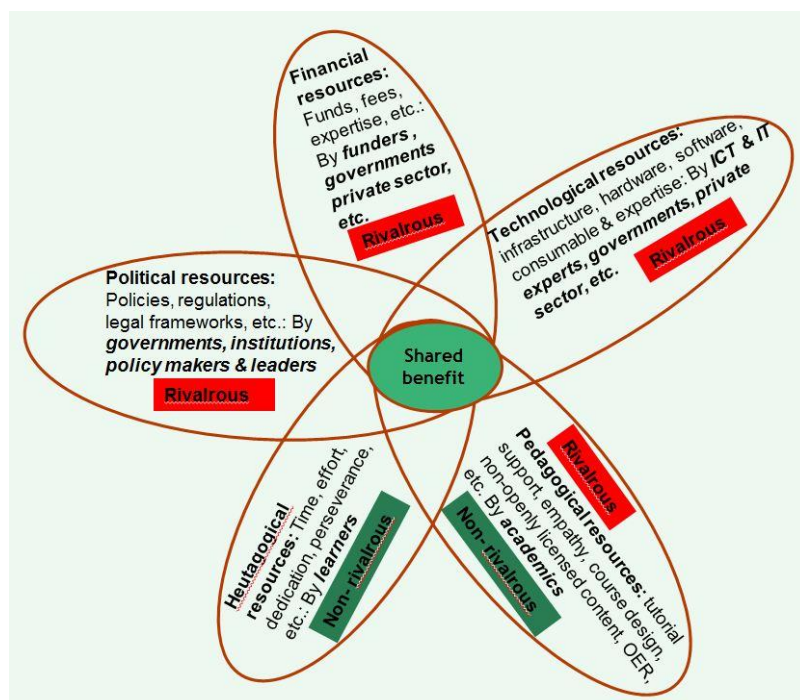 Financial
resources:
Funds, fees,
expertise, etc.:
By funders ,
governments
private sector,
etc.
Rivalrous
Technological resources:
infrastructure, hardware, software,
consumable & expertise: By ICT & IT
experts, governments, private
sector, etc.
Rivalrous
Political resources:
Policies, regulations,
legal frameworks, etc.: By
governments, institutions,
policy makers & leaders
Rivalrous
Shared
benefit
Heutagogical
resources: Time, effort,
dedication, perseverance,
etc.: By learners
Non- rivalrous
Rivalrous
Pedagogical resources: tutorial
support, empathy, course design,
non-openly licensed content, OER,
etc. By academics
Non- rivalrous